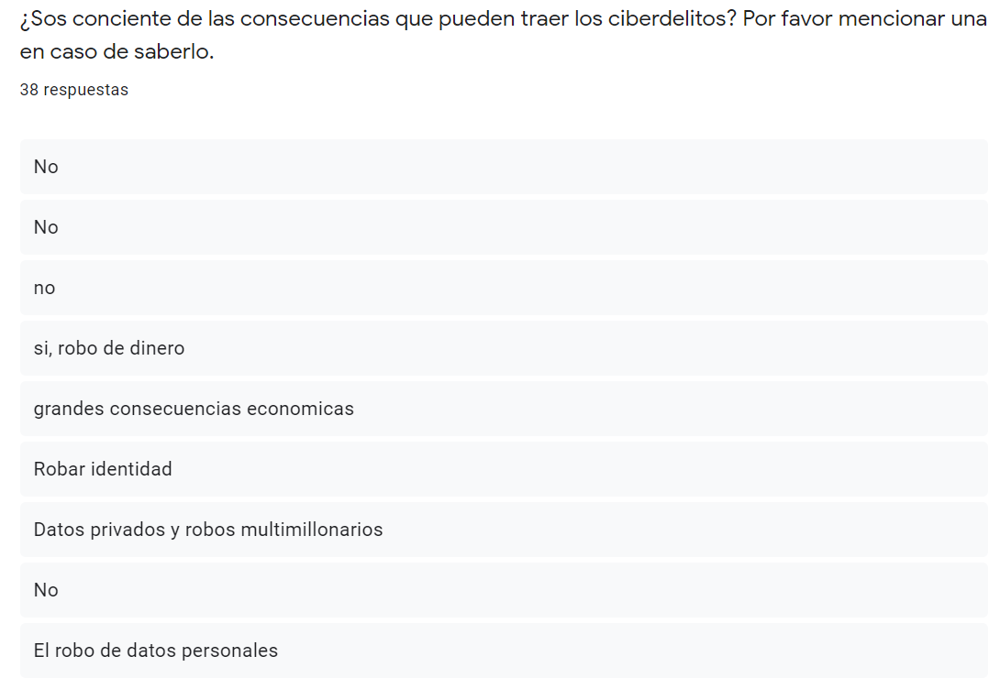 ¿Sos conciente de las consecuencias que pueden traer los ciberdelitos? Por favor mencionar una
en caso de saberlo.
38 respuestas
No
No
no
si, robo de dinero
grandes consecuencias economicas
Robar identidad
Datos privados y robos multimillonarios
No
El robo de datos personales